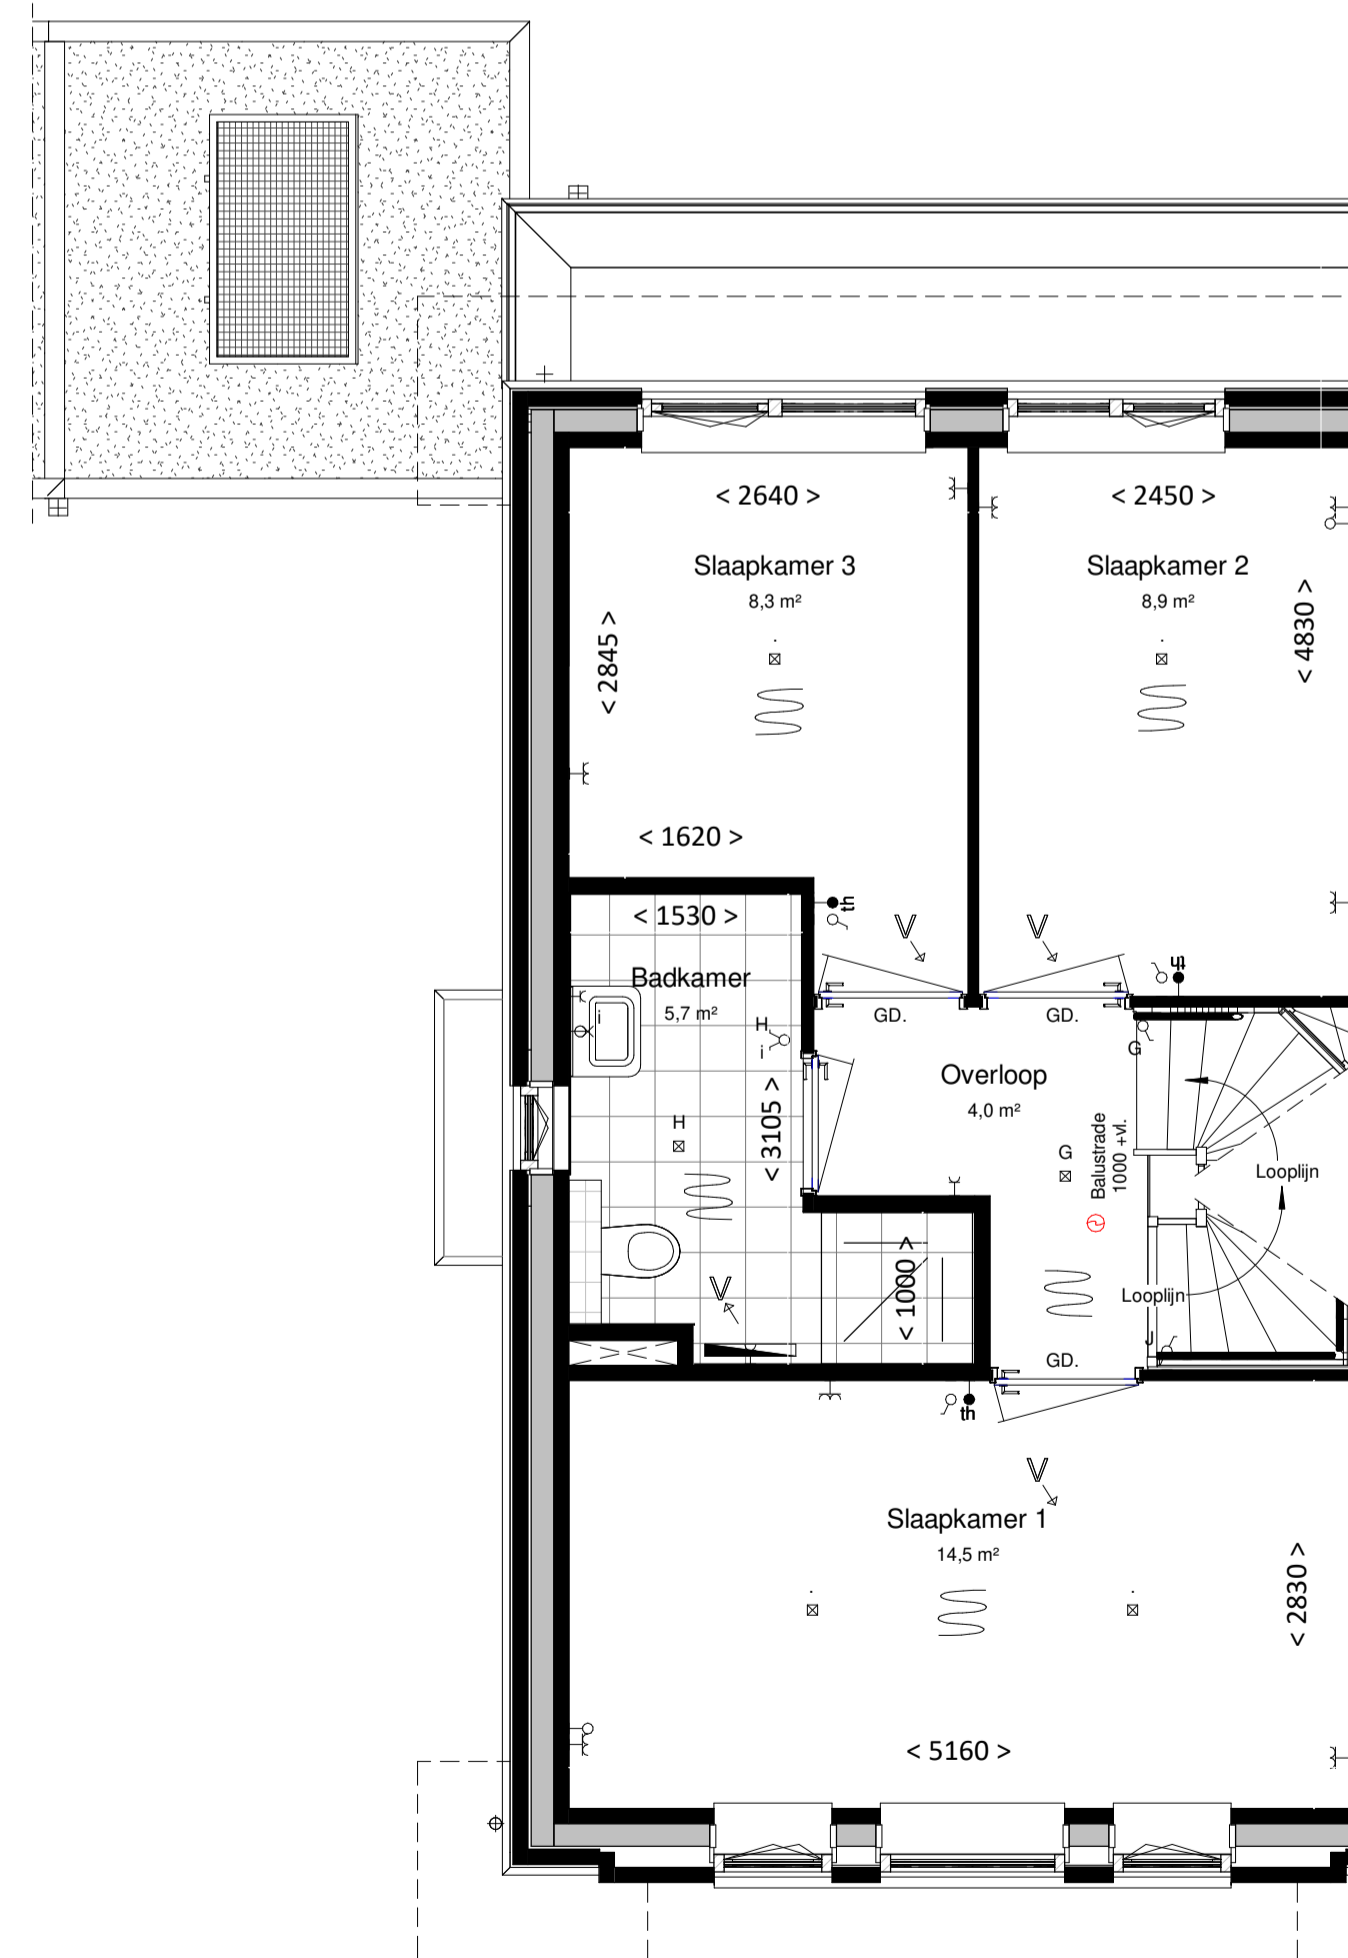 < 2640 >
< 2450 >
Slaapkamer 3
8,3 m²
Slaapkamer 2
8,9 m²
< 2845 >
< 4830 >
< 1620 >
< 1530 >
th
V
V
th
Badkamer
5,7 m²
i
H
i
GD.
GD.
G
Overloop
4,0 m²
< 3105 >
H
G
Balustrade
1000 +vl.
Looplijn
Looplijn
V
< 1000 >
J
GD.
th
V
Slaapkamer 1
14,5 m²
< 2830 >
< 5160 >